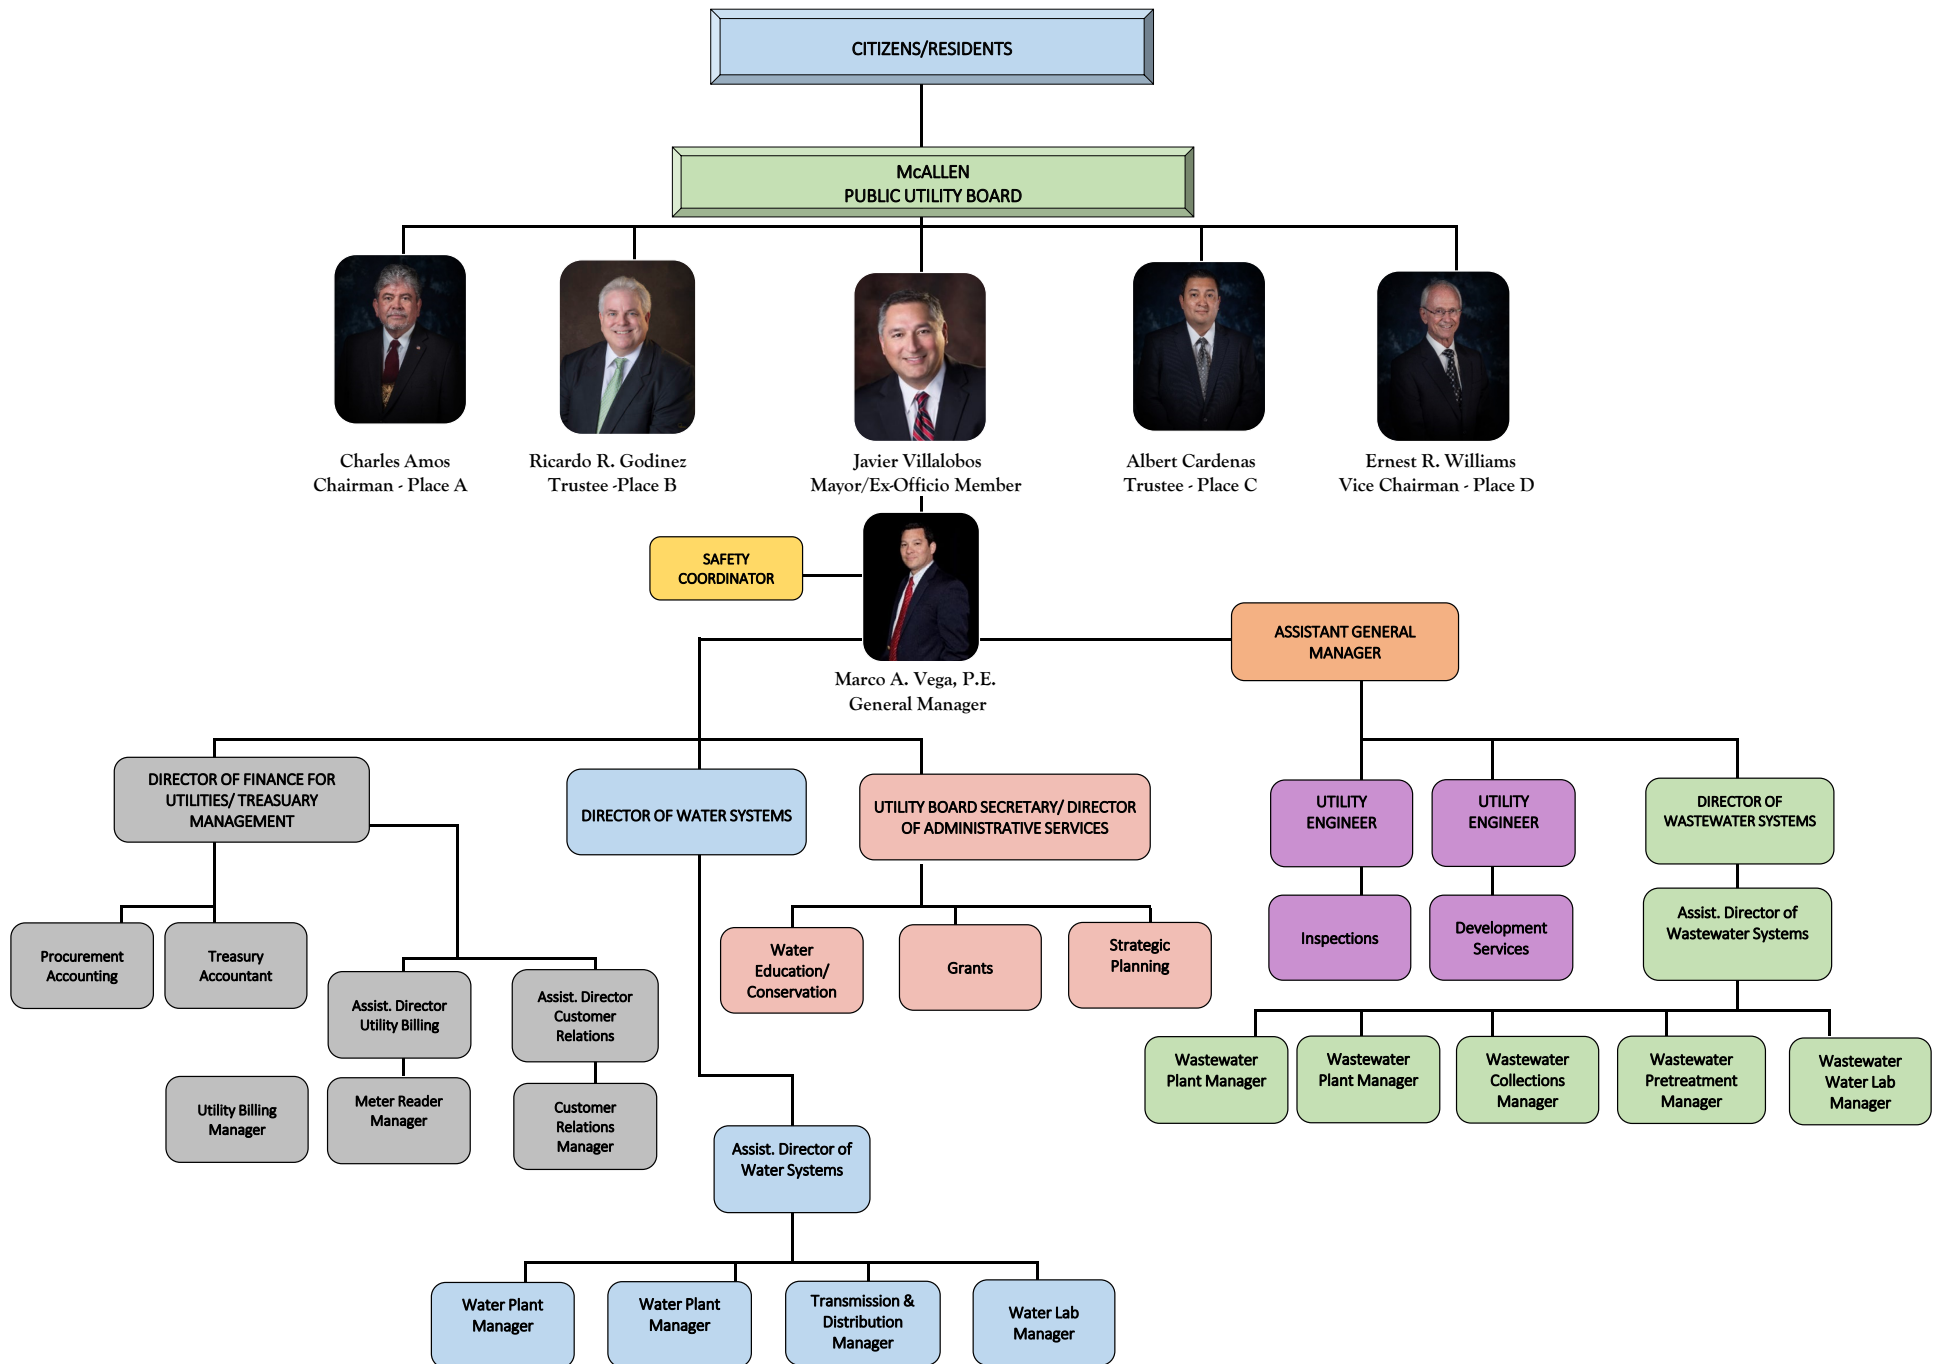 CITIZENS/RESIDENTS
McALLEN
PUBLIC UTILITY BOARD
Charles Amos
Chairman - Place A
Ricardo R. Godinez
Trustee -Place B
Javier Villalobos
Mayor/Ex-Officio Member
Albert Cardenas
Trustee - Place C
Ernest R. Williams
Vice Chairman - Place D
SAFETY
COORDINATOR
Marco A. Vega, P.E.
General Manager
ASSISTANT GENERAL
MANAGER
DIRECTOR OF FINANCE FOR
UTILITIES/ TREASUARY
MANAGEMENT
DIRECTOR OF WATER SYSTEMS
UTILITY BOARD SECRETARY/ DIRECTOR
OF ADMINISTRATIVE SERVICES
UTILITY
ENGINEER
UTILITY
ENGINEER
DIRECTOR OF
WASTEWATER SYSTEMS
Procurement
Accounting
Treasury
Accountant
Assist. Director
Utility Billing
Assist. Director
Customer
Relations
Water
Education/
Conservation
Grants
Strategic
Planning
Inspections
Development
Services
Assist. Director of
Wastewater Systems
Utility Billing
Manager
Meter Reader
Manager
Customer
Relations
Manager
Wastewater
Plant Manager
Wastewater
Plant Manager
Wastewater
Collections
Manager
Wastewater
Pretreatment
Manager
Wastewater
Water Lab
Manager
Assist. Director of
Water Systems
Water Plant
Manager
Water Plant
Manager
Transmission &
Distribution
Manager
Water Lab
Manager